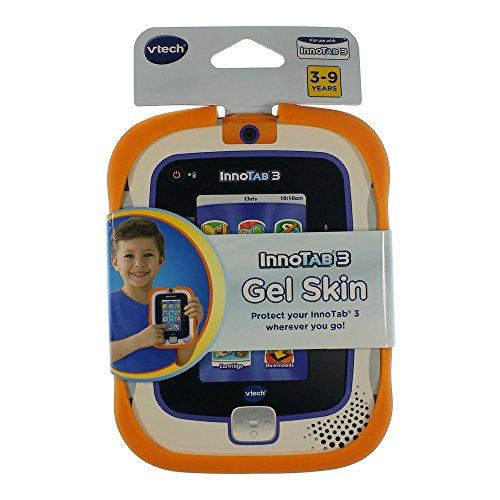 vtech
For use with
InnoTAB 3
3-9
YEARS
InnoTAB 3
Chris 10:10am
InnoTAB 3
Gel Skin
Protect your InnoTab® 3
wherever you go!
Cartridge Downloads
vtech